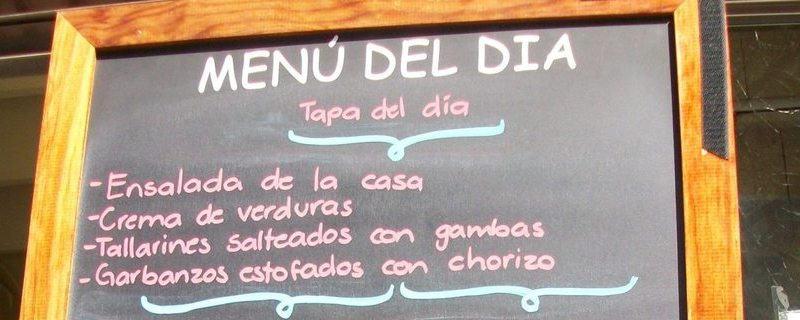 MENÚ DEL DIA
Tapa del día
-Ensalada de la casa
-Crema de verduras
-Tallarines salteados con gambas
-Garbanzos estofados con chorizo